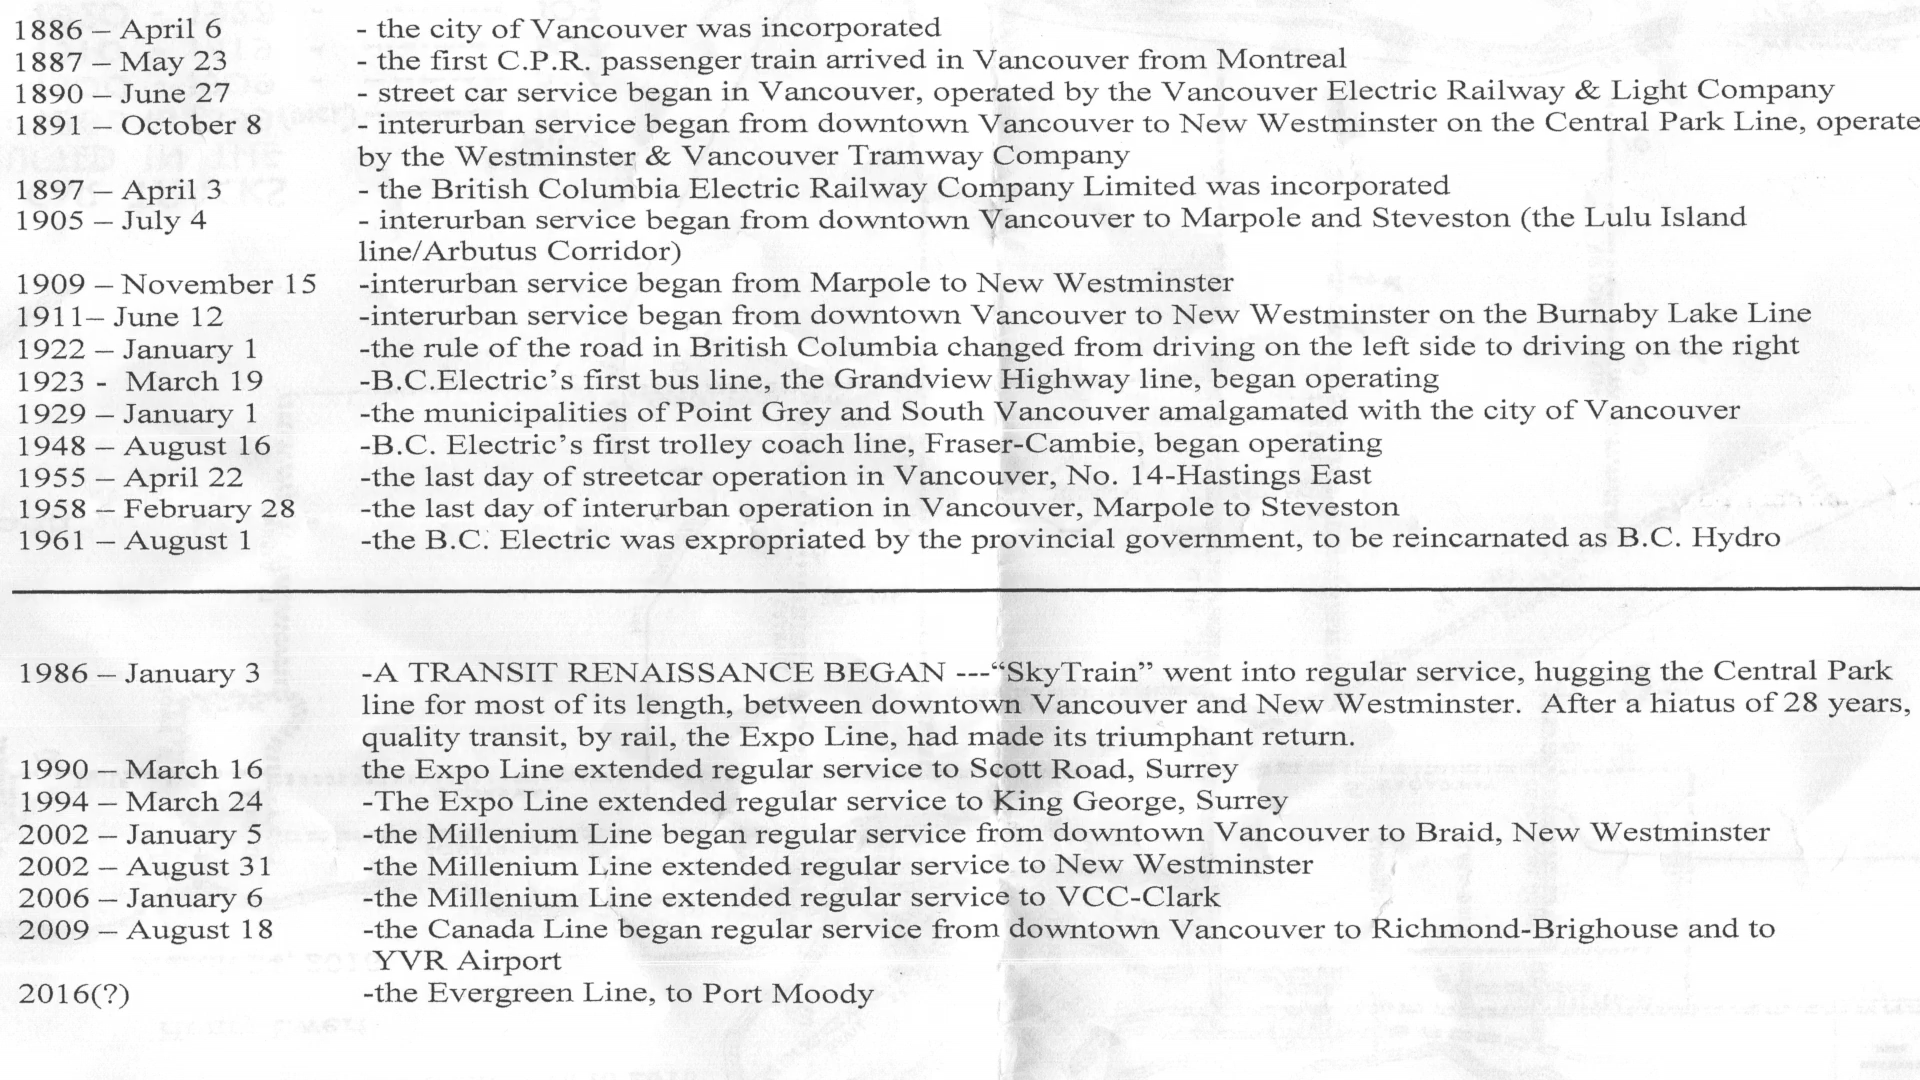 1886 – April 6 - the city of Vancouver was incorporated
1887 – May 23 - the first C.P.R. passenger train arrived in Vancouver from Montreal
1890 – June 27 - street car service began in Vancouver, operated by the Vancouver Electric Railway & Light Company
1891 – October 8 - interurban service began from downtown Vancouver to New Westminster on the Central Park Line, operate
by the Westminster & Vancouver Tramway Company
1897 – April 3 - the British Columbia Electric Railway Company Limited was incorporated
1905 – July 4 - interurban service began from downtown Vancouver to Marpole and Steveston (the Lulu Island
line/Arbutus Corridor)
1909 – November 15 -interurban service began from Marpole to New Westminster
1911– June 12 -interurban service began from downtown Vancouver to New Westminster on the Burnaby Lake Line
1922 – January 1 -the rule of the road in British Columbia changed from driving on the left side to driving on the right
1923 - March 19 -B.C.Electric's first bus line, the Grandview Highway line, began operating
1929 – January 1 -the municipalities of Point Grey and South Vancouver amalgamated with the city of Vancouver
1948 – August 16 -B.C. Electric's first trolley coach line, Fraser-Cambie, began operating
1955 – April 22 -the last day of streetcar operation in Vancouver, No. 14-Hastings East
1958 – February 28 -the last day of interurban operation in Vancouver, Marpole to Steveston
1961 – August 1 -the B.C. Electric was expropriated by the provincial government, to be reincarnated as B.C. Hydro
1986 – January 3 -A TRANSIT RENAISSANCE BEGAN ---"SkyTrain" went into regular service, hugging the Central Park
line for most of its length, between downtown Vancouver and New Westminster. After a hiatus of 28 years,
quality transit, by rail, the Expo Line, had made its triumphant return.
1990 – March 16 the Expo Line extended regular service to Scott Road, Surrey
1994 – March 24 -The Expo Line extended regular service to King George, Surrey
2002 – January 5 -the Millenium Line began regular service from downtown Vancouver to Braid, New Westminster
2002 – August 31 -the Millenium Line extended regular service to New Westminster
2006 – January 6 -the Millenium Line extended regular service to VCC-Clark
2009 – August 18 -the Canada Line began regular service from downtown Vancouver to Richmond-Brighouse and to
YVR Airport
2016(?) -the Evergreen Line, to Port Moody